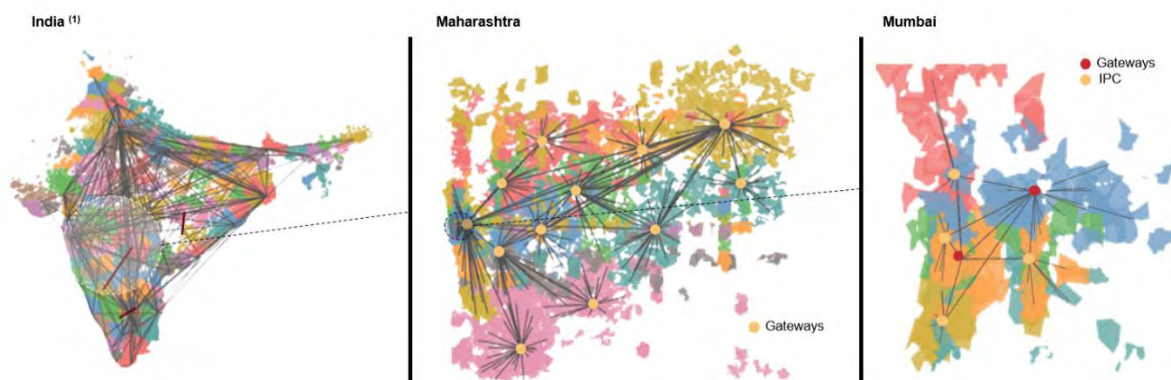 India (1)
Maharashtra
Mumbai
Gateways
IPC
Gateways